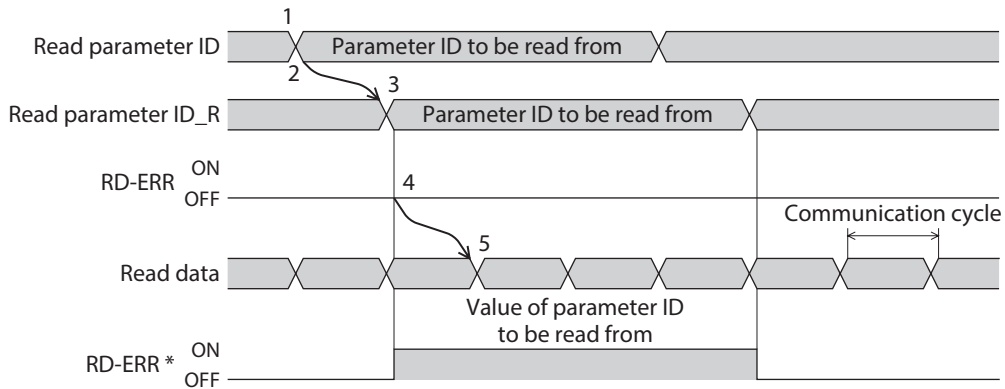 1
Read parameter ID
Parameter ID to be read from
2
3
Read parameter ID_R
Parameter ID to be read from
ON
RD-ERR
OFF
4
Communication cycle
5
Read data
Value of parameter ID
to be read from
ON
RD-ERR *
OFF